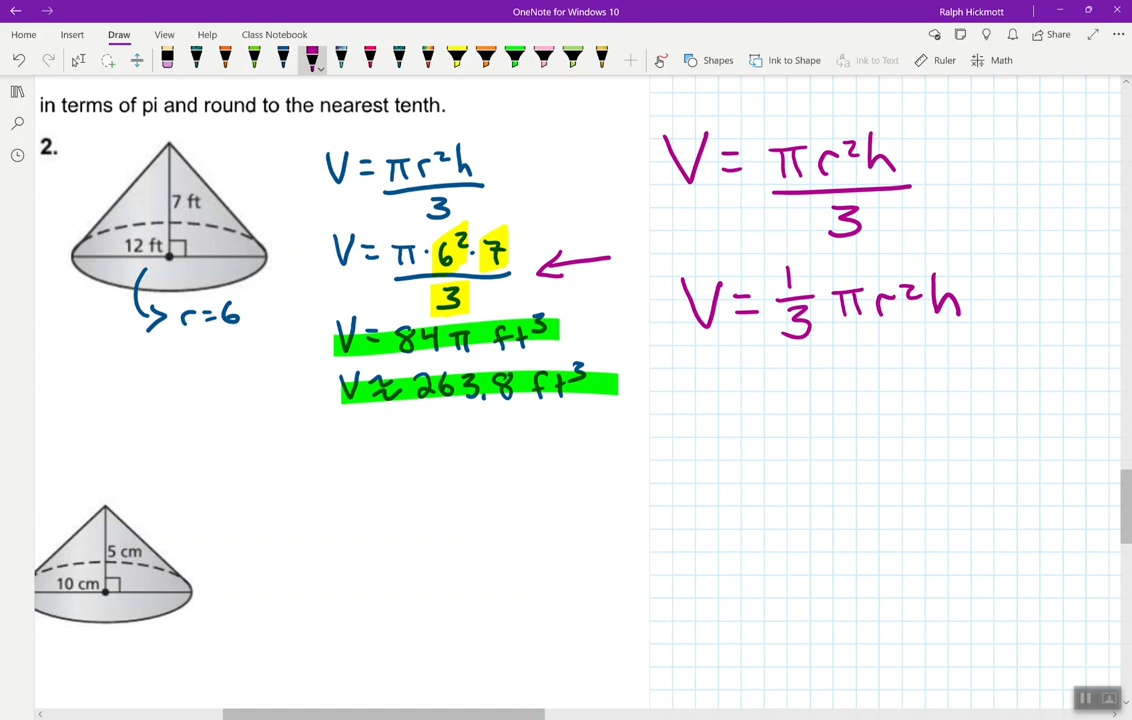 OneNote for Windows 10
Ralph Hickmott
Home Insert Draw View Help Class Notebook
Share
Shapes Ink to Shape Ink to Text Ruler Math
in terms of pi and round to the nearest tenth.
2.
7 ft
12 ft
r = 6
V = πr²h
3
V = π · 6² · 7
3
V = 84 π ft³
V ≈ 263.8 ft³
V = πr²h
3
V = 1/3 πr²h
5 cm
10 cm